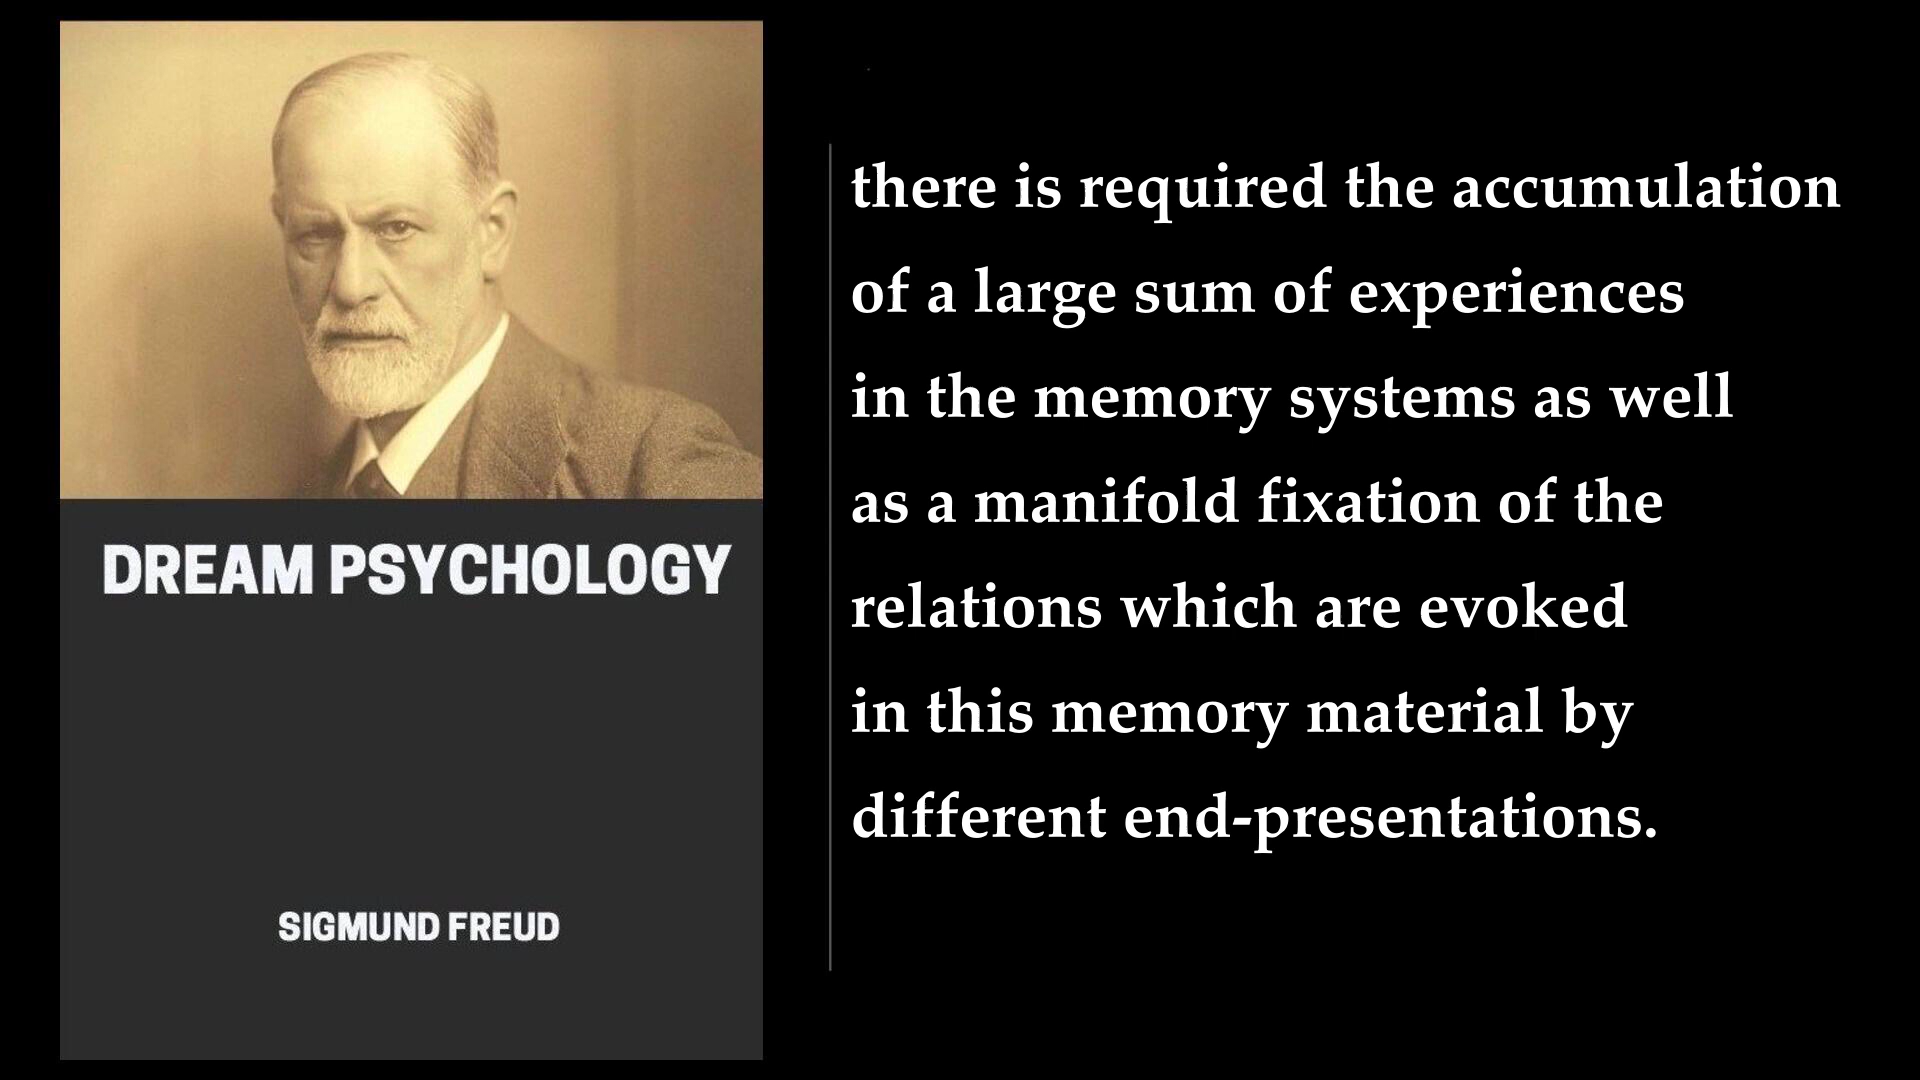 DREAM PSYCHOLOGY
SIGMUND FREUD
there is required the accumulation
of a large sum of experiences
in the memory systems as well
as a manifold fixation of the
relations which are evoked
in this memory material by
different end-presentations.